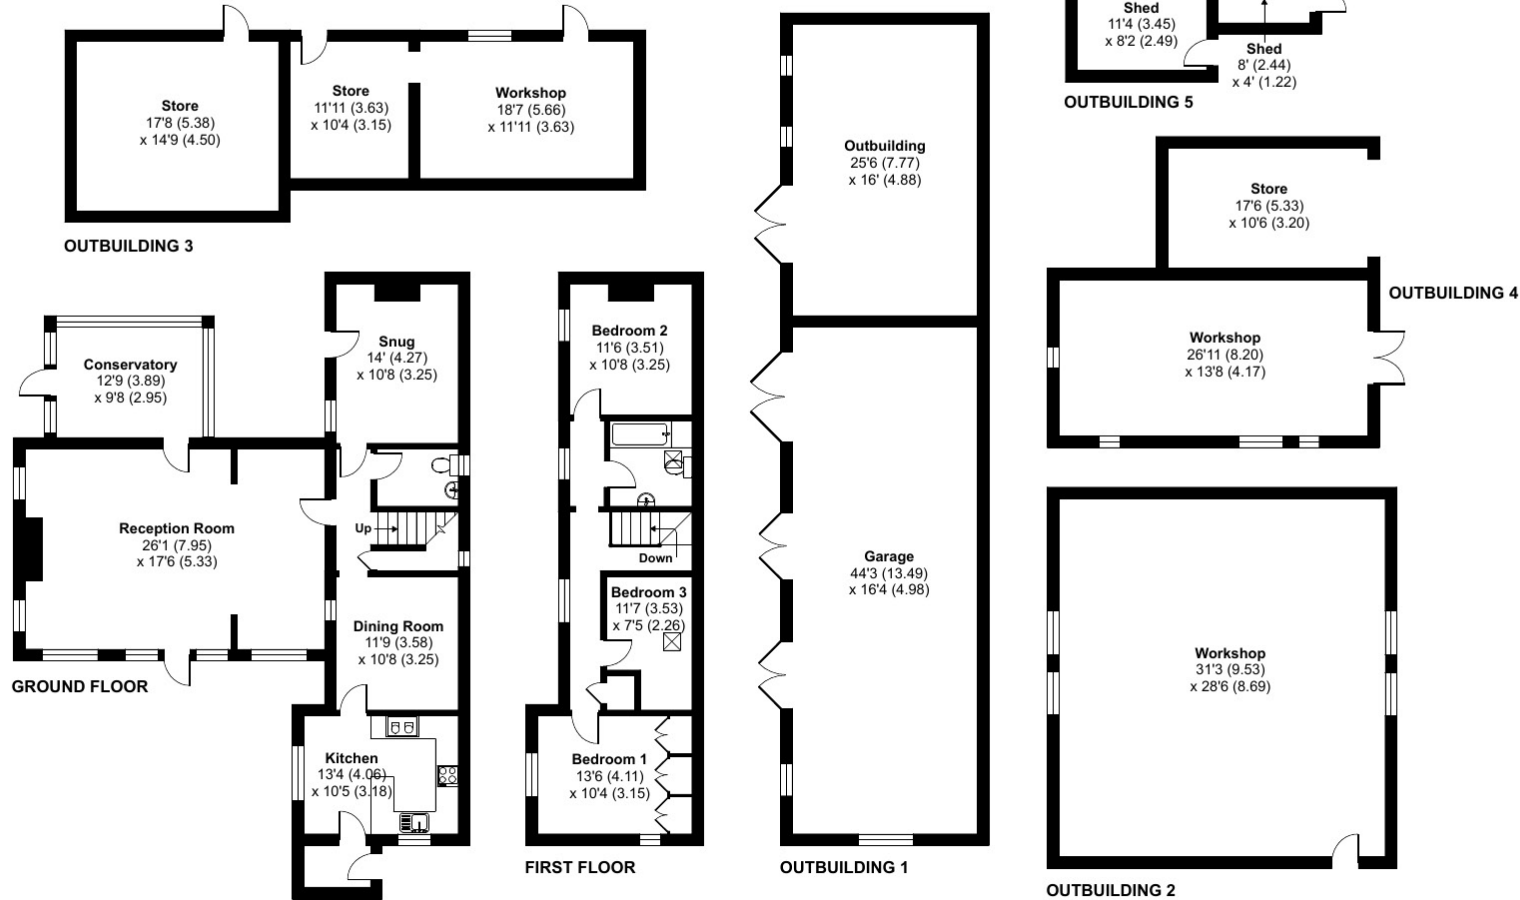 Store
17'8 (5.38)
x 14'9 (4.50)
Store
11'11 (3.63)
x 10'4 (3.15)
Workshop
18'7 (5.66)
x 11'11 (3.63)
OUTBUILDING 3
Outbuilding
25'6 (7.77)
x 16' (4.88)
Garage
44'3 (13.49)
x 16'4 (4.98)
OUTBUILDING 1
Shed
11'4 (3.45)
x 8'2 (2.49)
Shed
8' (2.44)
x 4' (1.22)
OUTBUILDING 5
Store
17'6 (5.33)
x 10'6 (3.20)
OUTBUILDING 4
Workshop
26'11 (8.20)
x 13'8 (4.17)
Workshop
31'3 (9.53)
x 28'6 (8.69)
OUTBUILDING 2
Conservatory
12'9 (3.89)
x 9'8 (2.95)
Snug
14' (4.27)
x 10'8 (3.25)
Reception Room
26'1 (7.95)
x 17'6 (5.33)
Up
Dining Room
11'9 (3.58)
x 10'8 (3.25)
GROUND FLOOR
Kitchen
13'4 (4.06)
x 10'5 (3.18)
Bedroom 2
11'6 (3.51)
x 10'8 (3.25)
Down
Bedroom 3
11'7 (3.53)
x 7'5 (2.26)
Bedroom 1
13'6 (4.11)
x 10'4 (3.15)
FIRST FLOOR